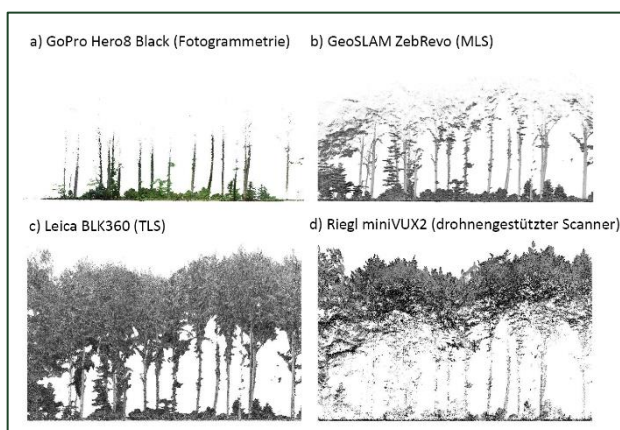 a) GoPro Hero8 Black (Fotogrammetrie)
b) GeoSLAM ZebRevo (MLS)
c) Leica BLK360 (TLS)
d) Riegl miniVUX2 (drohnengestützter Scanner)